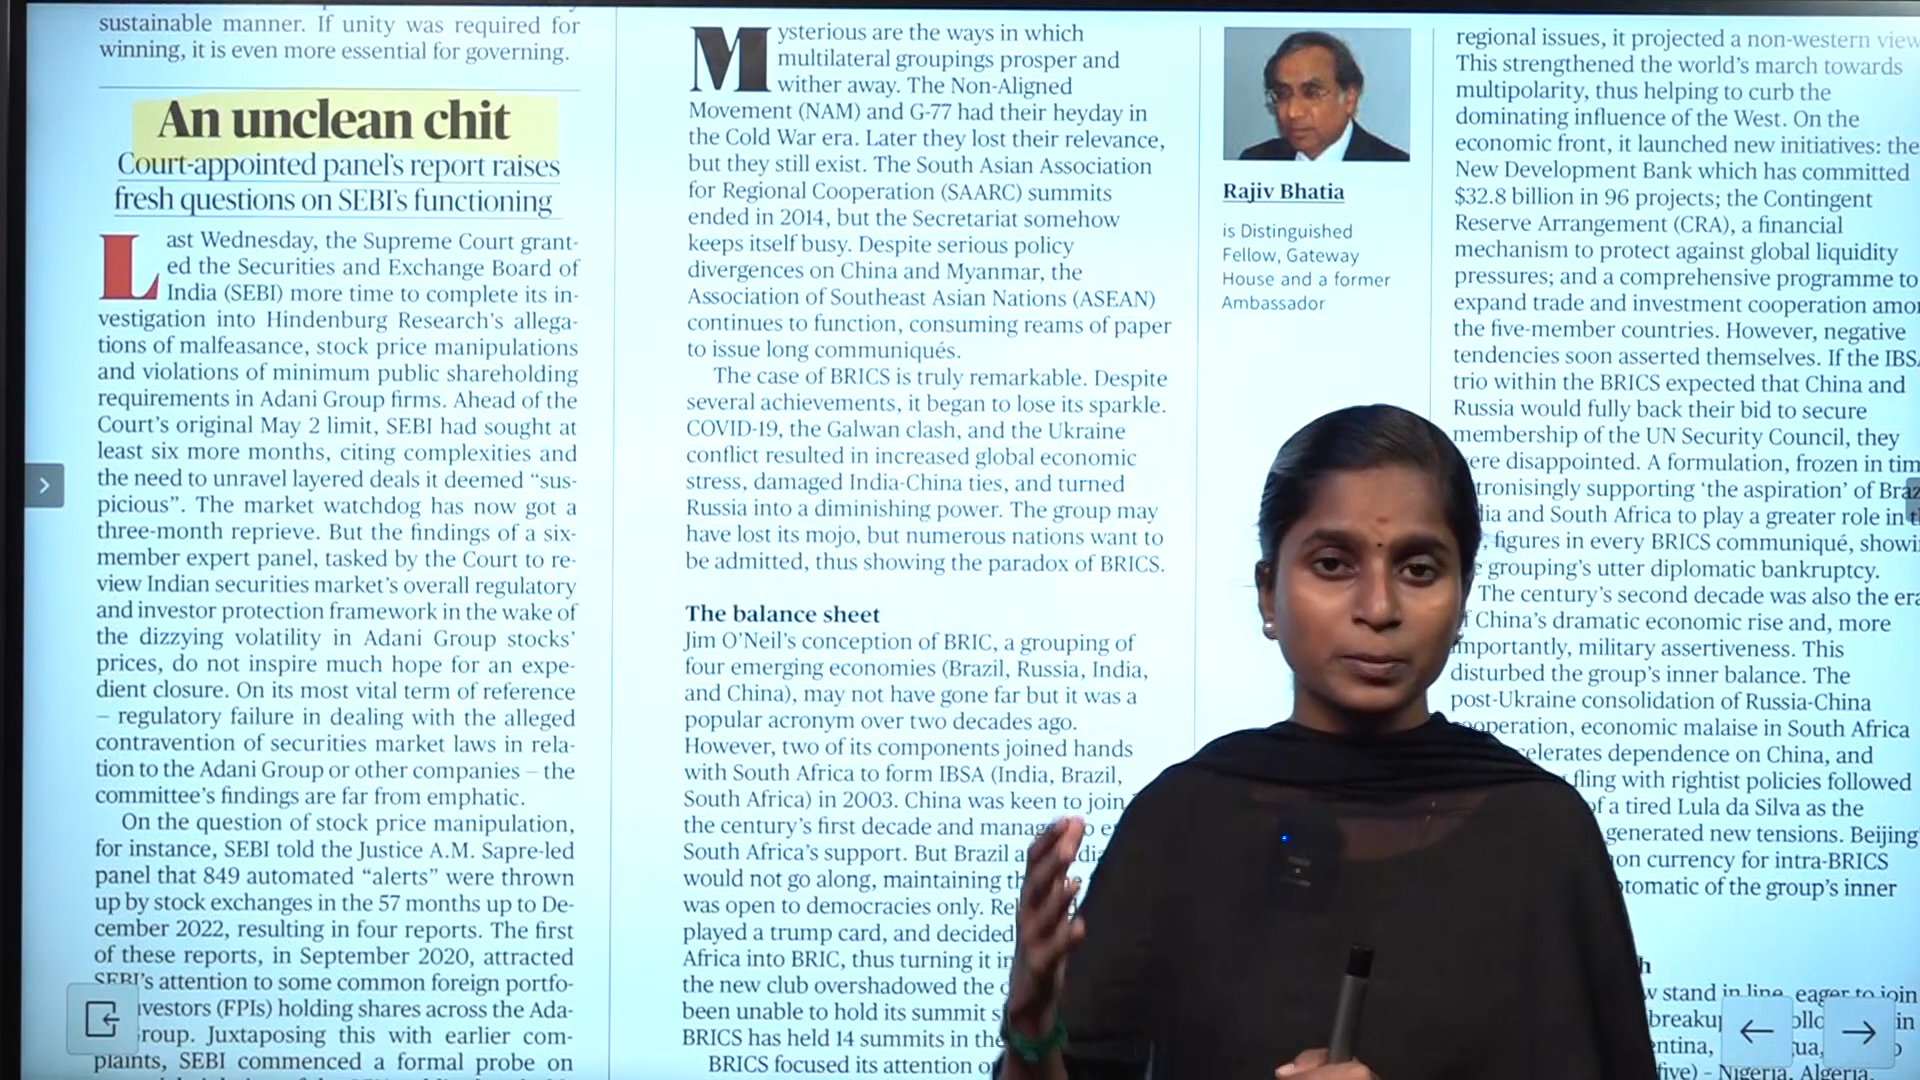 sustainable manner. If unity was required for
winning, it is even more essential for governing.
An unclean chit
Court-appointed panel's report raises
fresh questions on SEBI's functioning
Last Wednesday, the Supreme Court grant-
ed the Securities and Exchange Board of
India (SEBI) more time to complete its in-
vestigation into Hindenburg Research's allega-
tions of malfeasance, stock price manipulations
and violations of minimum public shareholding
requirements in Adani Group firms. Ahead of the
Court's original May 2 limit, SEBI had sought at
least six more months, citing complexities and
the need to unravel layered deals it deemed “sus-
picious”. The market watchdog has now got a
three-month reprieve. But the findings of a six-
member expert panel, tasked by the Court to re-
view Indian securities market's overall regulatory
and investor protection framework in the wake of
the dizzying volatility in Adani Group stocks'
prices, do not inspire much hope for an expe-
dient closure. On its most vital term of reference
– regulatory failure in dealing with the alleged
contravention of securities market laws in rela-
tion to the Adani Group or other companies – the
committee's findings are far from emphatic.
On the question of stock price manipulation,
for instance, SEBI told the Justice A.M. Sapre-led
panel that 849 automated “alerts” were thrown
up by stock exchanges in the 57 months up to De-
cember 2022, resulting in four reports. The first
of these reports, in September 2020, attracted
SEBI's attention to some common foreign portfo-
investors (FPIs) holding shares across the Ada-
roup. Juxtaposing this with earlier com-
plaints, SEBI commenced a formal probe on
Mysterious are the ways in which
multilateral groupings prosper and
wither away. The Non-Aligned
Movement (NAM) and G-77 had their heyday in
the Cold War era. Later they lost their relevance,
but they still exist. The South Asian Association
for Regional Cooperation (SAARC) summits
ended in 2014, but the Secretariat somehow
keeps itself busy. Despite serious policy
divergences on China and Myanmar, the
Association of Southeast Asian Nations (ASEAN)
continues to function, consuming reams of paper
to issue long communiqués.
The case of BRICS is truly remarkable. Despite
several achievements, it began to lose its sparkle.
COVID-19, the Galwan clash, and the Ukraine
conflict resulted in increased global economic
stress, damaged India-China ties, and turned
Russia into a diminishing power. The group may
have lost its mojo, but numerous nations want to
be admitted, thus showing the paradox of BRICS.
The balance sheet
Jim O'Neil's conception of BRIC, a grouping of
four emerging economies (Brazil, Russia, India,
and China), may not have gone far but it was a
popular acronym over two decades ago.
However, two of its components joined hands
with South Africa to form IBSA (India, Brazil,
South Africa) in 2003. China was keen to join
the century's first decade and manag
South Africa's support. But Brazil a
would not go along, maintaining th
was open to democracies only. Rel
played a trump card, and decided
Africa into BRIC, thus turning it in
the new club overshadowed the
been unable to hold its summit s
BRICS has held 14 summits in the
BRICS focused its attention o
Rajiv Bhatia
is Distinguished
Fellow, Gateway
House and a former
Ambassador
regional issues, it projected a non-western view
This strengthened the world's march towards
multipolarity, thus helping to curb the
dominating influence of the West. On the
economic front, it launched new initiatives: the
New Development Bank which has committed
$32.8 billion in 96 projects; the Contingent
Reserve Arrangement (CRA), a financial
mechanism to protect against global liquidity
pressures; and a comprehensive programme to
expand trade and investment cooperation amon
the five-member countries. However, negative
tendencies soon asserted themselves. If the IBSA
trio within the BRICS expected that China and
Russia would fully back their bid to secure
membership of the UN Security Council, they
ere disappointed. A formulation, frozen in tim
tronisingly supporting ‘the aspiration’ of Braz
dia and South Africa to play a greater role in t
, figures in every BRICS communiqué, showi
grouping's utter diplomatic bankruptcy.
The century's second decade was also the era
f China's dramatic economic rise and, more
mportantly, military assertiveness. This
disturbed the group's inner balance. The
post-Ukraine consolidation of Russia-China
ooperation, economic malaise in South Africa
celerates dependence on China, and
fling with rightist policies followed
of a tired Lula da Silva as the
generated new tensions. Beijing
on currency for intra-BRICS
tomatic of the group's inner
h
w stand in line, eager to join
breakup
entina,
five) – Nigeria, Algeria,